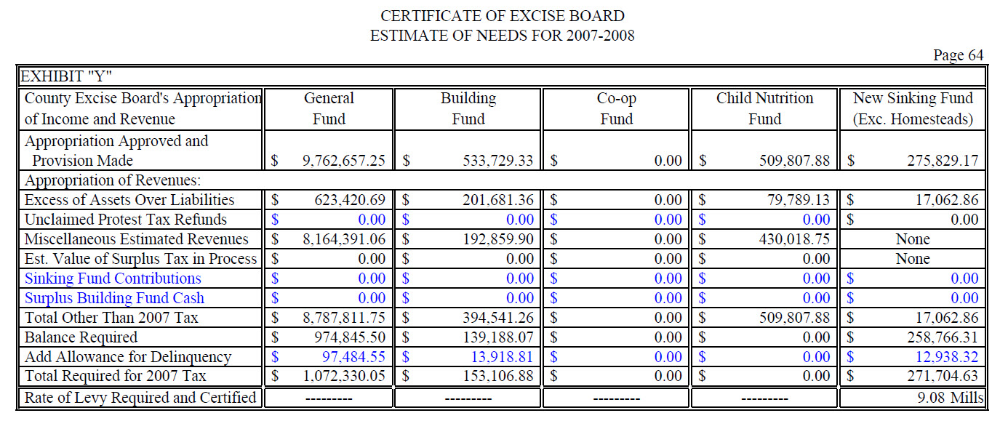 CERTIFICATE OF EXCISE BOARD
ESTIMATE OF NEEDS FOR 2007-2008
Page 64
EXHIBIT "Y"
County Excise Board's Appropriation General Building Co-op Child Nutrition New Sinking Fund
of Income and Revenue Fund Fund Fund Fund (Exc. Homesteads)
Appropriation Approved and
Provision Made $ 9,762,657.25 $ 533,729.33 $ 0.00 $ 509,807.88 $ 275,829.17
Appropriation of Revenues:
Excess of Assets Over Liabilities $ 623,420.69 $ 201,681.36 $ 0.00 $ 79,789.13 $ 17,062.86
Unclaimed Protest Tax Refunds $ 0.00 $ 0.00 $ 0.00 $ 0.00 $ 0.00
Miscellaneous Estimated Revenues $ 8,164,391.06 $ 192,859.90 $ 0.00 $ 430,018.75 None
Est. Value of Surplus Tax in Process $ 0.00 $ 0.00 $ 0.00 $ 0.00 None
Sinking Fund Contributions $ 0.00 $ 0.00 $ 0.00 $ 0.00 $ 0.00
Surplus Building Fund Cash $ 0.00 $ 0.00 $ 0.00 $ 0.00 $ 0.00
Total Other Than 2007 Tax $ 8,787,811.75 $ 394,541.26 $ 0.00 $ 509,807.88 $ 17,062.86
Balance Required $ 974,845.50 $ 139,188.07 $ 0.00 $ 0.00 $ 258,766.31
Add Allowance for Delinquency $ 97,484.55 $ 13,918.81 $ 0.00 $ 0.00 $ 12,938.32
Total Required for 2007 Tax $ 1,072,330.05 $ 153,106.88 $ 0.00 $ 0.00 $ 271,704.63
Rate of Levy Required and Certified --------- --------- --------- --------- 9.08 Mills